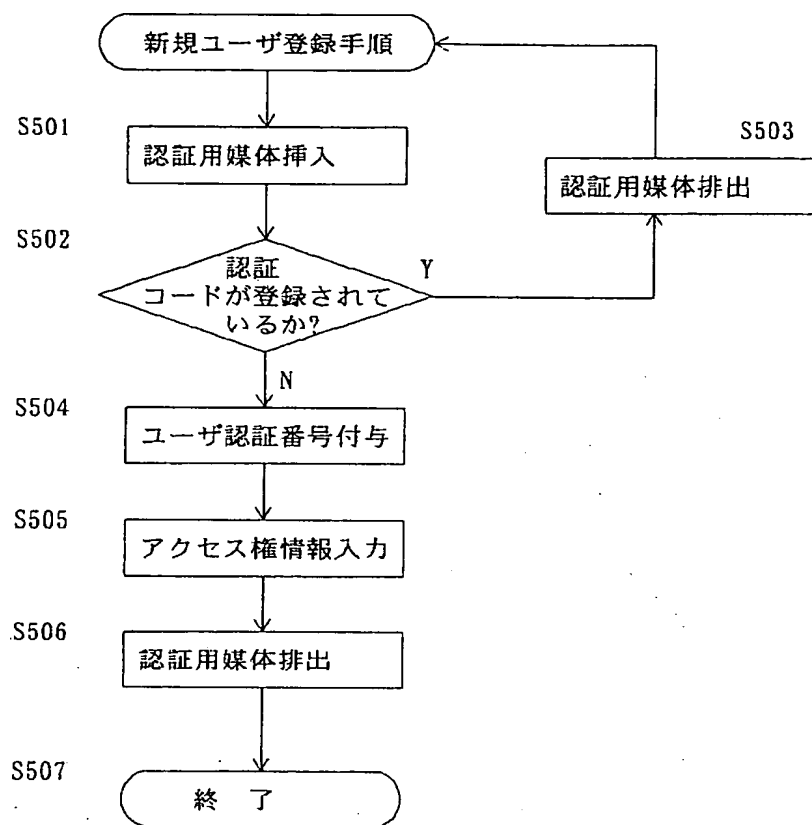 新規ユーザ登録手順
S501
認証用媒体挿入
S503
認証用媒体排出
S502
認証
コードが登録されて
いるか?
Y
N
S504
ユーザ認証番号付与
S505
アクセス権情報入力
S506
認証用媒体排出
S507
終 了